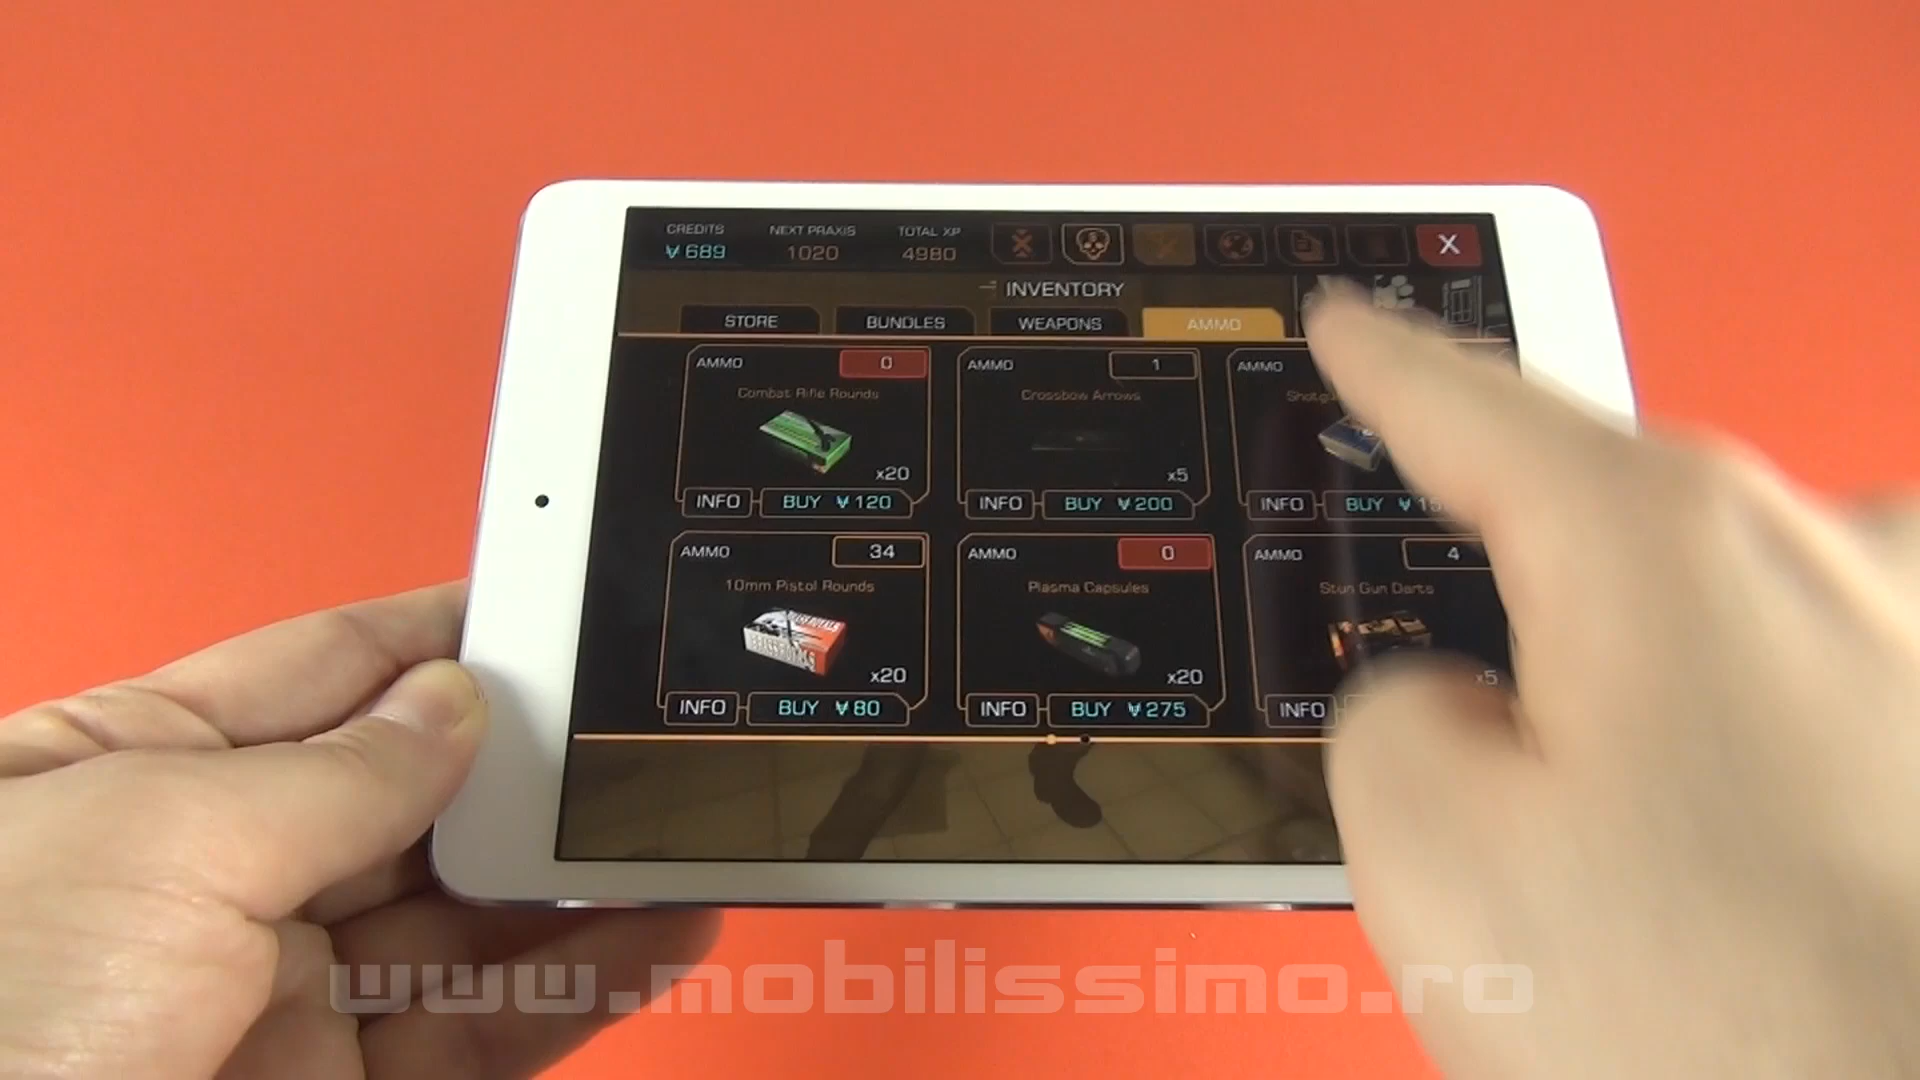 CREDITS NEXT PRAXIS TOTAL XP
689 1020 4980 X
INVENTORY
STORE BUNDLES WEAPONS AMMO
AMMO 0 AMMO 1 AMMO
Combat Rifle Rounds Crossbow Arrows
x20 x5
INFO BUY 120 INFO BUY 200 INFO BUY
AMMO 34 AMMO 0 AMMO 4
10mm Pistol Rounds Plasma Capsules Stun Gun Darts
x20 x20 x5
INFO BUY 80 INFO BUY 275 INFO
www.mobilissimo.ro